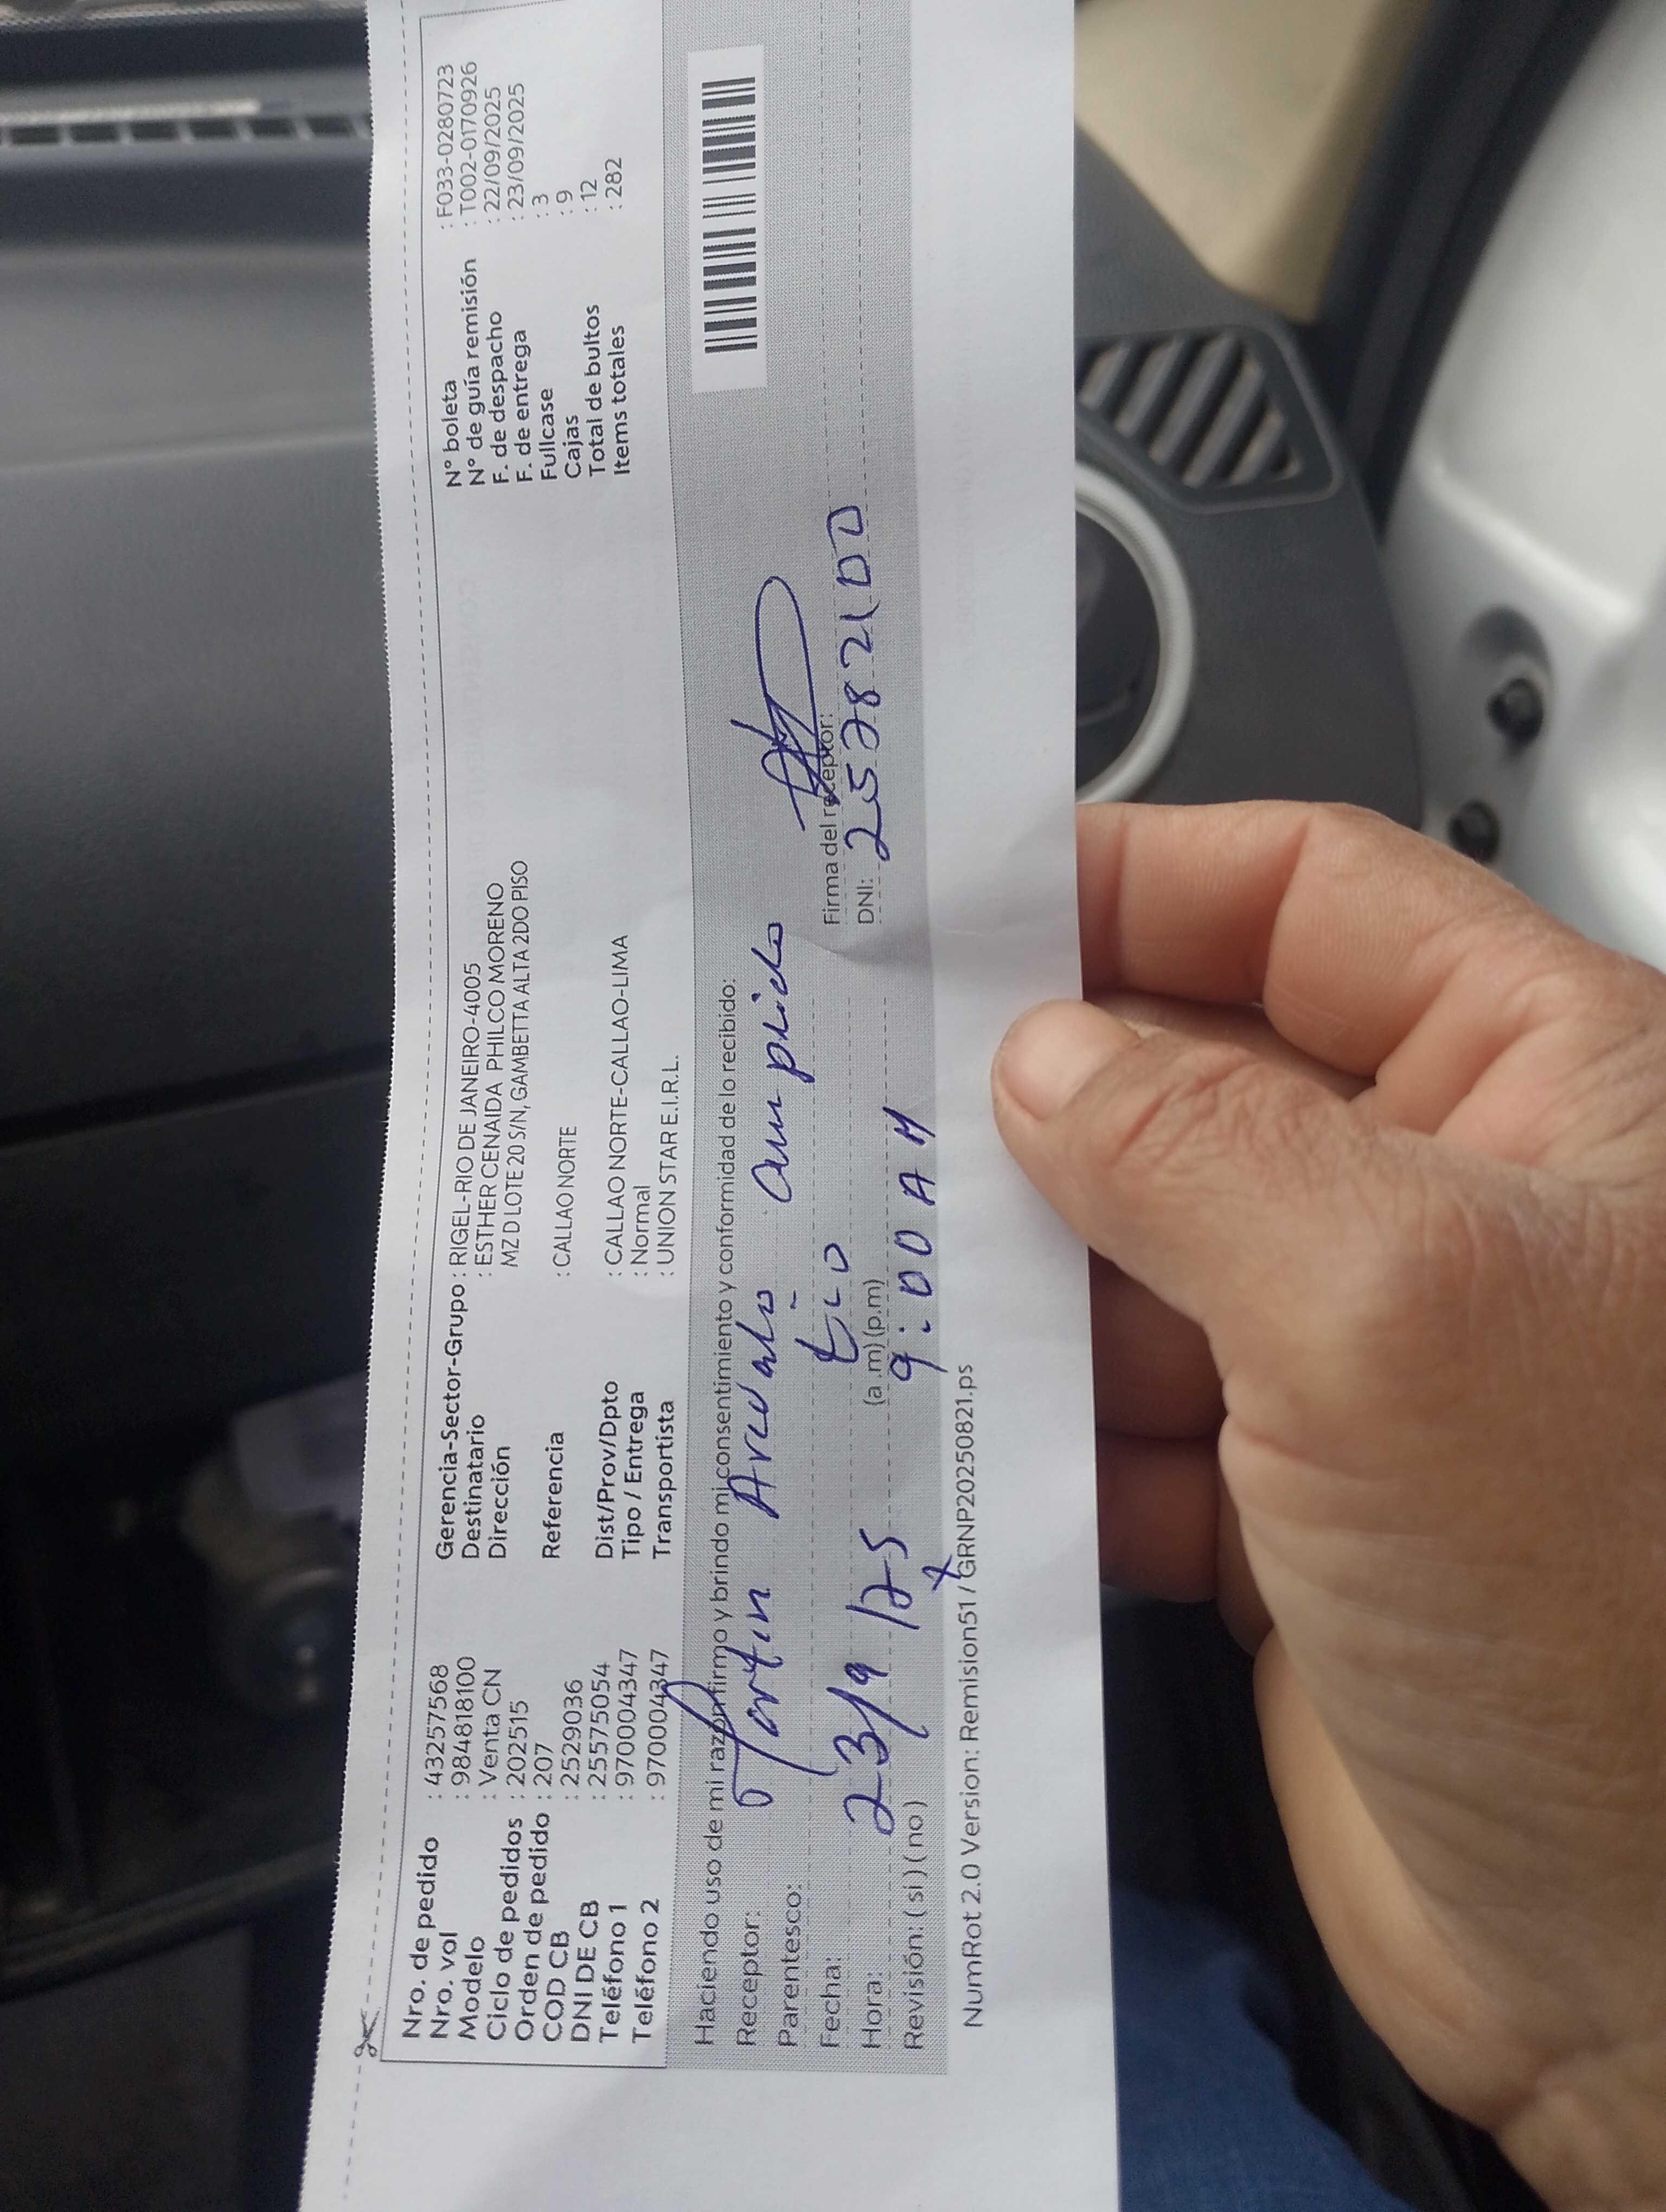 Nro. de pedido : 43257568
Nro. vol : 984818100
Modelo : Venta CN
Ciclo de pedidos : 202515
Orden de pedido : 207
COD CB : 2529036
DNI DE CB : 25575054
Teléfono 1 : 970004347
Teléfono 2 : 970004347
Gerencia-Sector-Grupo : RIGEL-RIO DE JANEIRO-4005
Destinatario : ESTHER CENAIDA PHILCO MORENO
Dirección MZ D LOTE 20 S/N, GAMBETTA ALTA 2DO PISO
Referencia : CALLAO NORTE
Dist/Prov/Dpto : CALLAO NORTE-CALLAO-LIMA
Tipo / Entrega : Normal
Transportista : UNION STAR E.I.R.L.
N° boleta : F033-0280723
N° de guía remisión : T002-0170926
F. de despacho : 22/09/2025
F. de entrega : 23/09/2025
Fullcase : 3
Cajas : 9
Total de bultos : 12
Items totales : 282
Haciendo uso de mi razón firmo y brindo mi consentimiento y conformidad de lo recibido:
Receptor: Martin Arevalo
Parentesco: tio
Fecha: 23/9/25
Hora: (a.m) (p.m) 9:00 AM
Revisión: ( si ) ( no ) x
Firma del receptor:
DNI: 25782100
NumRot 2.0 Version: Remision51 / GRNP20250821.ps